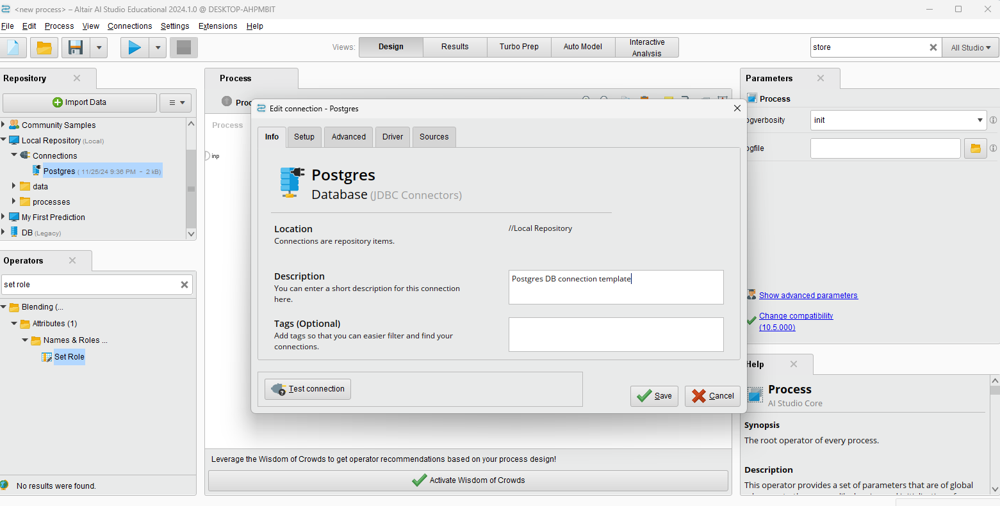 <new process> – Altair AI Studio Educational 2024.1.0 @ DESKTOP-AHPMBIT
File Edit Process View Connections Settings Extensions Help
Views: Design Results Turbo Prep Auto Model Interactive Analysis
store All Studio
Repository
Import Data
Community Samples
Local Repository (Local)
Connections
Postgres ( 11/25/24 9:36 PM – 2 kB)
data
processes
My First Prediction
DB (Legacy)
Operators
set role
Blending (...
Attributes (1)
Names & Roles ...
Set Role
No results were found.
Process
Process
inp
Edit connection - Postgres
Info Setup Advanced Driver Sources
Postgres
Database (JDBC Connectors)
Location
Connections are repository items.
//Local Repository
Description
You can enter a short description for this connection
here.
Postgres DB connection template
Tags (Optional)
Add tags so that you can easier filter and find your
connections.
Test connection
Save
Cancel
Leverage the Wisdom of Crowds to get operator recommendations based on your process design!
Activate Wisdom of Crowds
Parameters
Process
ogverbosity init
ogfile
Show advanced parameters
Change compatibility
(10.5.000)
Help
Process
AI Studio Core
Synopsis
The root operator of every process.
Description
This operator provides a set of parameters that are of global